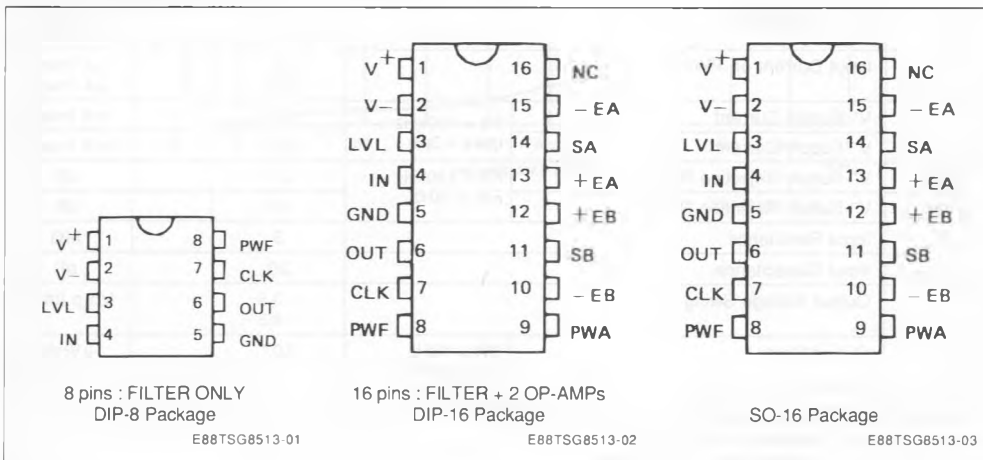 V+ 1 8 PWF
V- 2 7 CLK
LVL 3 6 OUT
IN 4 5 GND
8 pins : FILTER ONLY
DIP-8 Package
E88TSG8513-01
V+ 1 16 NC
V- 2 15 -EA
LVL 3 14 SA
IN 4 13 +EA
GND 5 12 +EB
OUT 6 11 SB
CLK 7 10 -EB
PWF 8 9 PWA
16 pins : FILTER + 2 OP-AMPs
DIP-16 Package
E88TSG8513-02
V+ 1 16 NC
V- 2 15 -EA
LVL 3 14 SA
IN 4 13 +EA
GND 5 12 +EB
OUT 6 11 SB
CLK 7 10 -EB
PWF 8 9 PWA
SO-16 Package
E88TSG8513-03